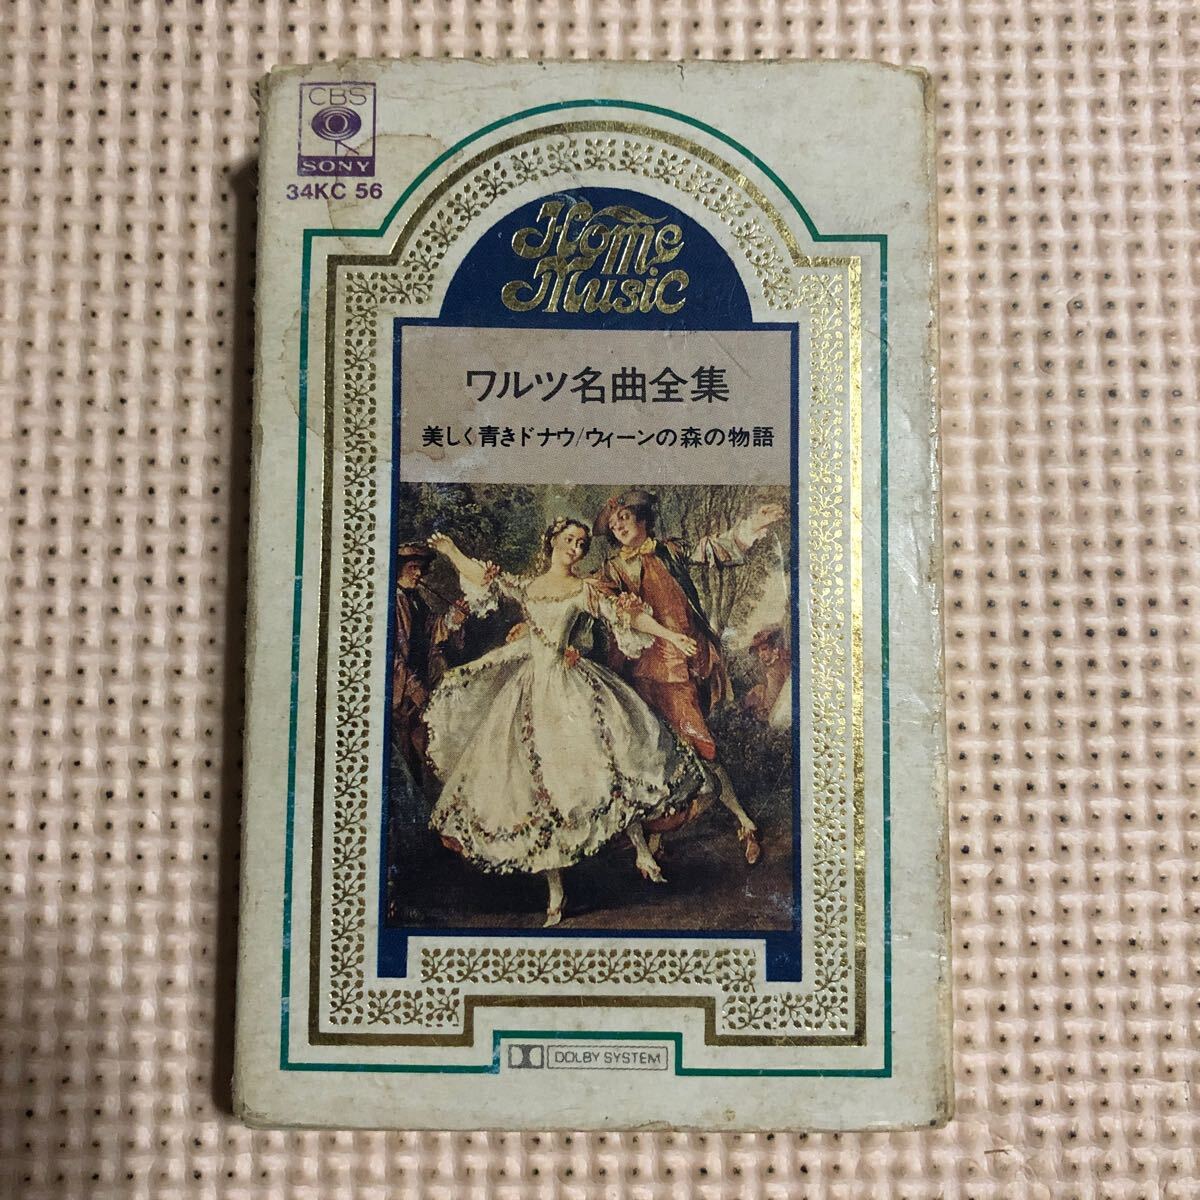 CBS
SONY
34KC 56
Home
Music
ワルツ名曲全集
美しく青きドナウ/ウィーンの森の物語
DOLBY SYSTEM